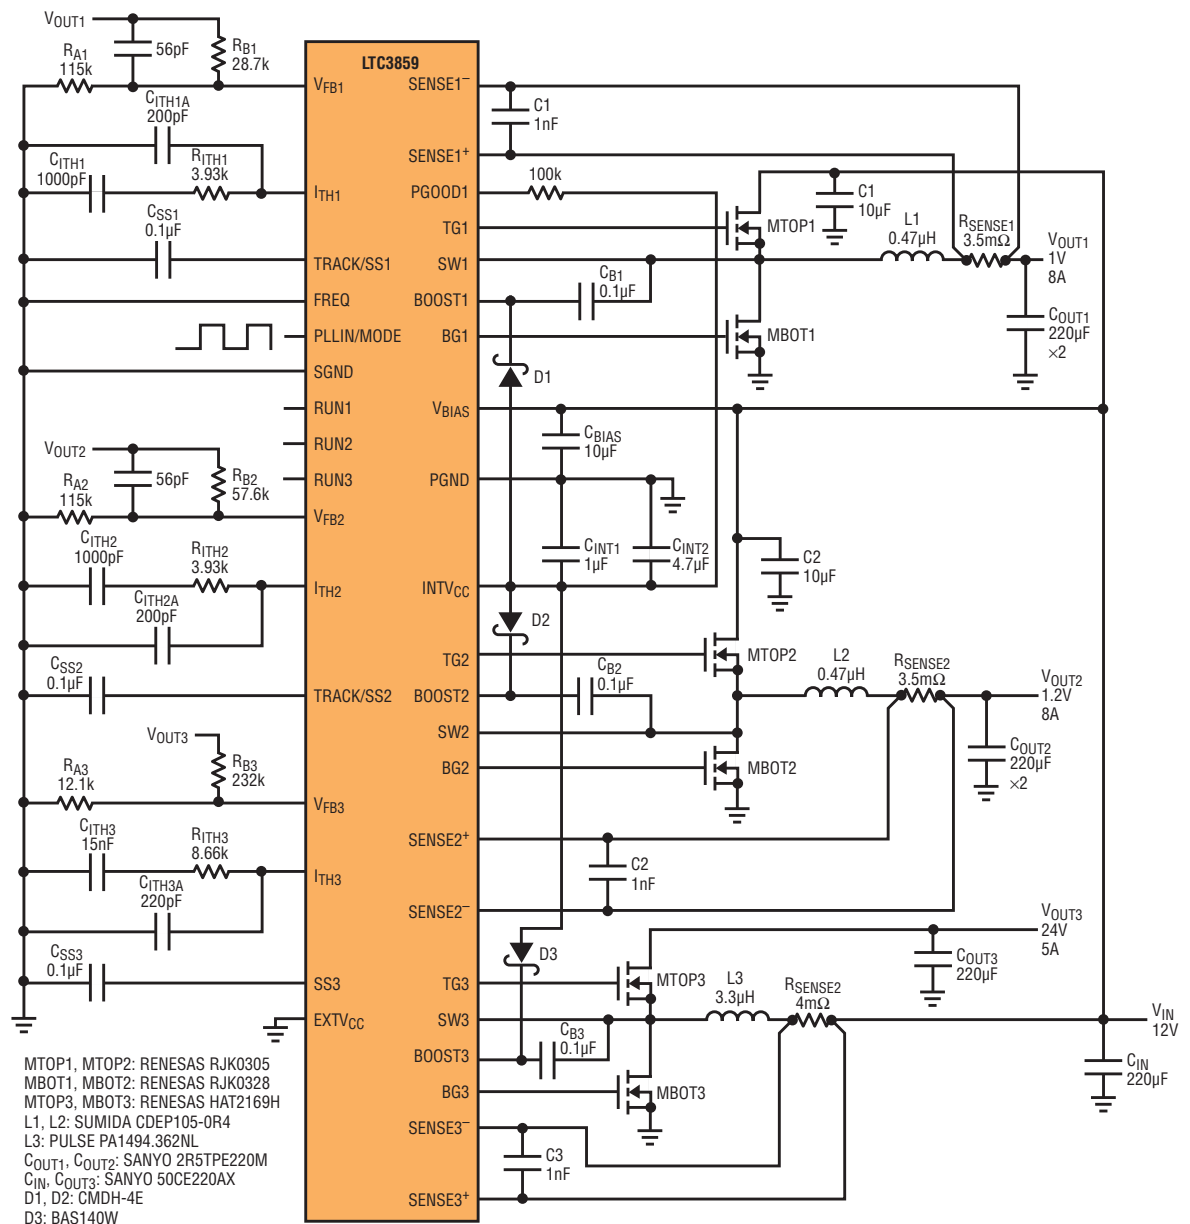 VOUT1
56pF
RB1
28.7k
RA1
115k
CITH1A
200pF
CITH1
1000pF
RITH1
3.93k
CSS1
0.1µF
VOUT2
56pF
RB2
57.6k
RA2
115k
CITH2
1000pF
RITH2
3.93k
CITH2A
200pF
CSS2
0.1µF
VOUT3
RB3
232k
RA3
12.1k
CITH3
15nF
RITH3
8.66k
CITH3A
220pF
CSS3
0.1µF
LTC3859
VFB1
ITH1
TRACK/SS1
FREQ
PLLIN/MODE
SGND
RUN1
RUN2
RUN3
VFB2
ITH2
TRACK/SS2
VFB3
ITH3
SS3
EXTVCC
SENSE1–
SENSE1+
PGOOD1
TG1
SW1
BOOST1
BG1
VBIAS
PGND
INTVCC
TG2
BOOST2
SW2
BG2
SENSE2+
SENSE2–
TG3
SW3
BOOST3
BG3
SENSE3–
SENSE3+
C1
1nF
100k
C1
10µF
MTOP1
L1
0.47µH
RSENSE1
3.5mΩ
VOUT1
1V
8A
CB1
0.1µF
MBOT1
COUT1
220µF
×2
D1
CBIAS
10µF
CINT1
1µF
CINT2
4.7µF
C2
10µF
D2
MTOP2
L2
0.47µH
RSENSE2
3.5mΩ
VOUT2
1.2V
8A
CB2
0.1µF
MBOT2
COUT2
220µF
×2
C2
1nF
VOUT3
24V
5A
D3
MTOP3
COUT3
220µF
L3
3.3µH
RSENSE2
4mΩ
VIN
12V
CB3
0.1µF
MBOT3
CIN
220µF
C3
1nF
MTOP1, MTOP2: RENESAS RJK0305
MBOT1, MBOT2: RENESAS RJK0328
MTOP3, MBOT3: RENESAS HAT2169H
L1, L2: SUMIDA CDEP105-0R4
L3: PULSE PA1494.362NL
COUT1, COUT2: SANYO 2R5TPE220M
CIN, COUT3: SANYO 50CE220AX
D1, D2: CMDH-4E
D3: BAS140W